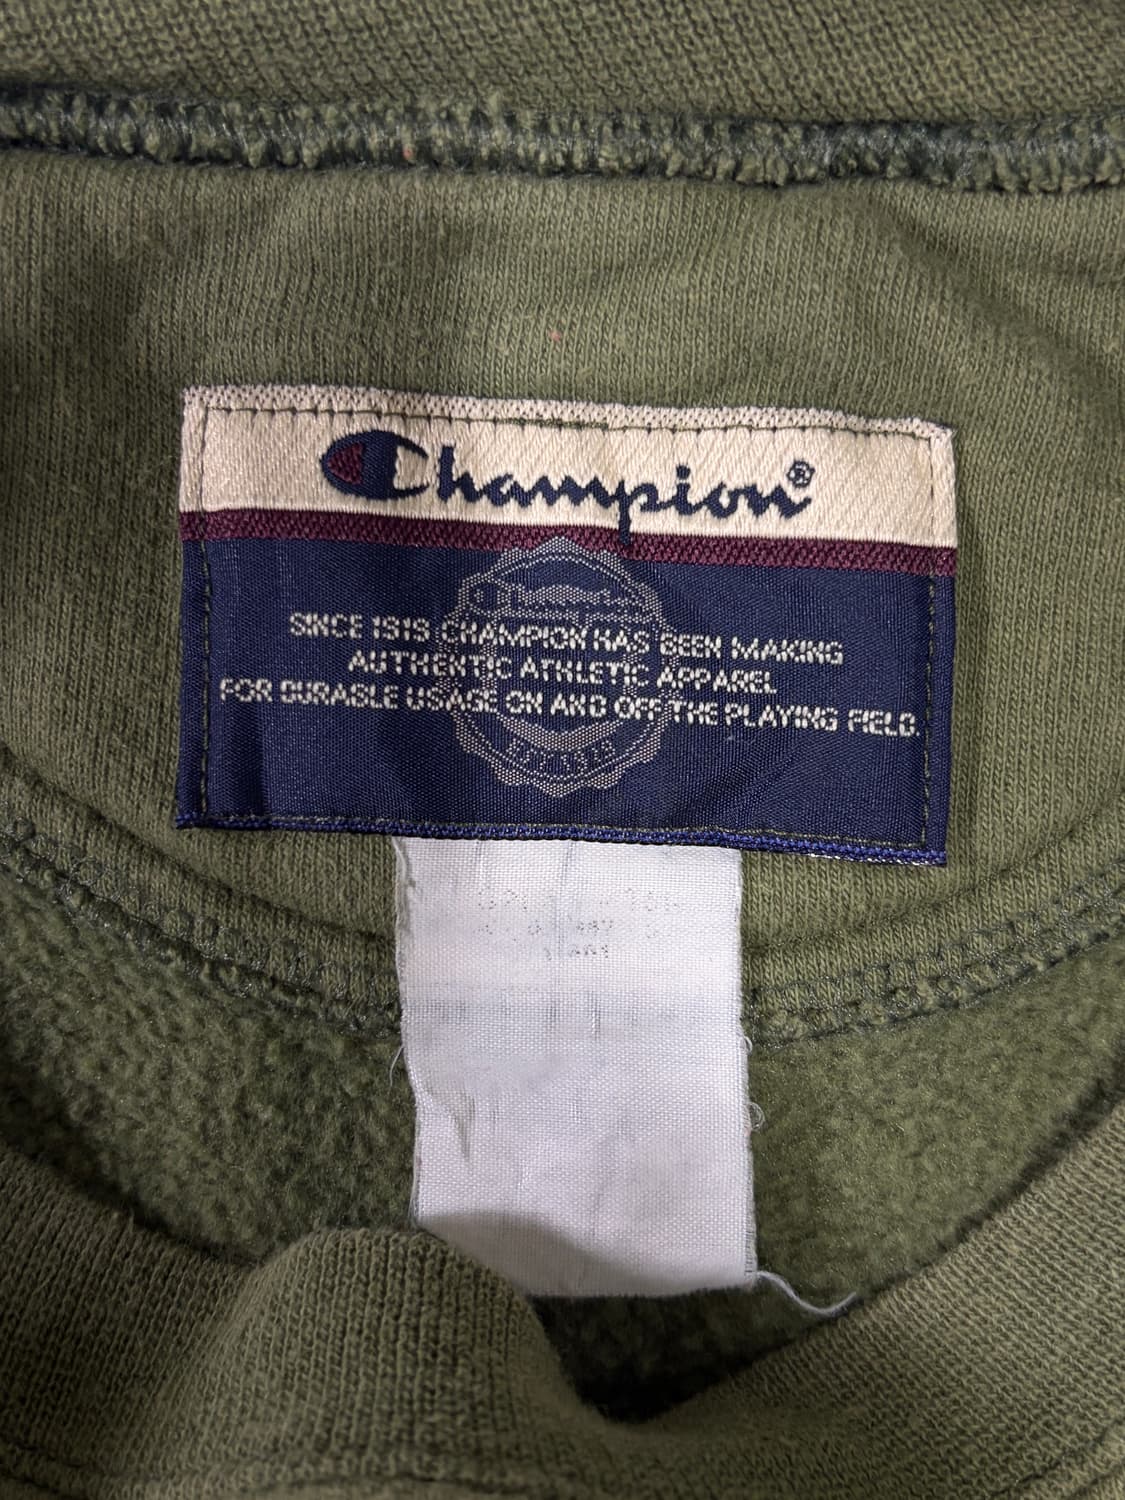 Champion®
SINCE 1919 CHAMPION HAS BEEN MAKING
AUTHENTIC ATHLETIC APPAREL
FOR DURABLE USAGE ON AND OFF THE PLAYING FIELD.